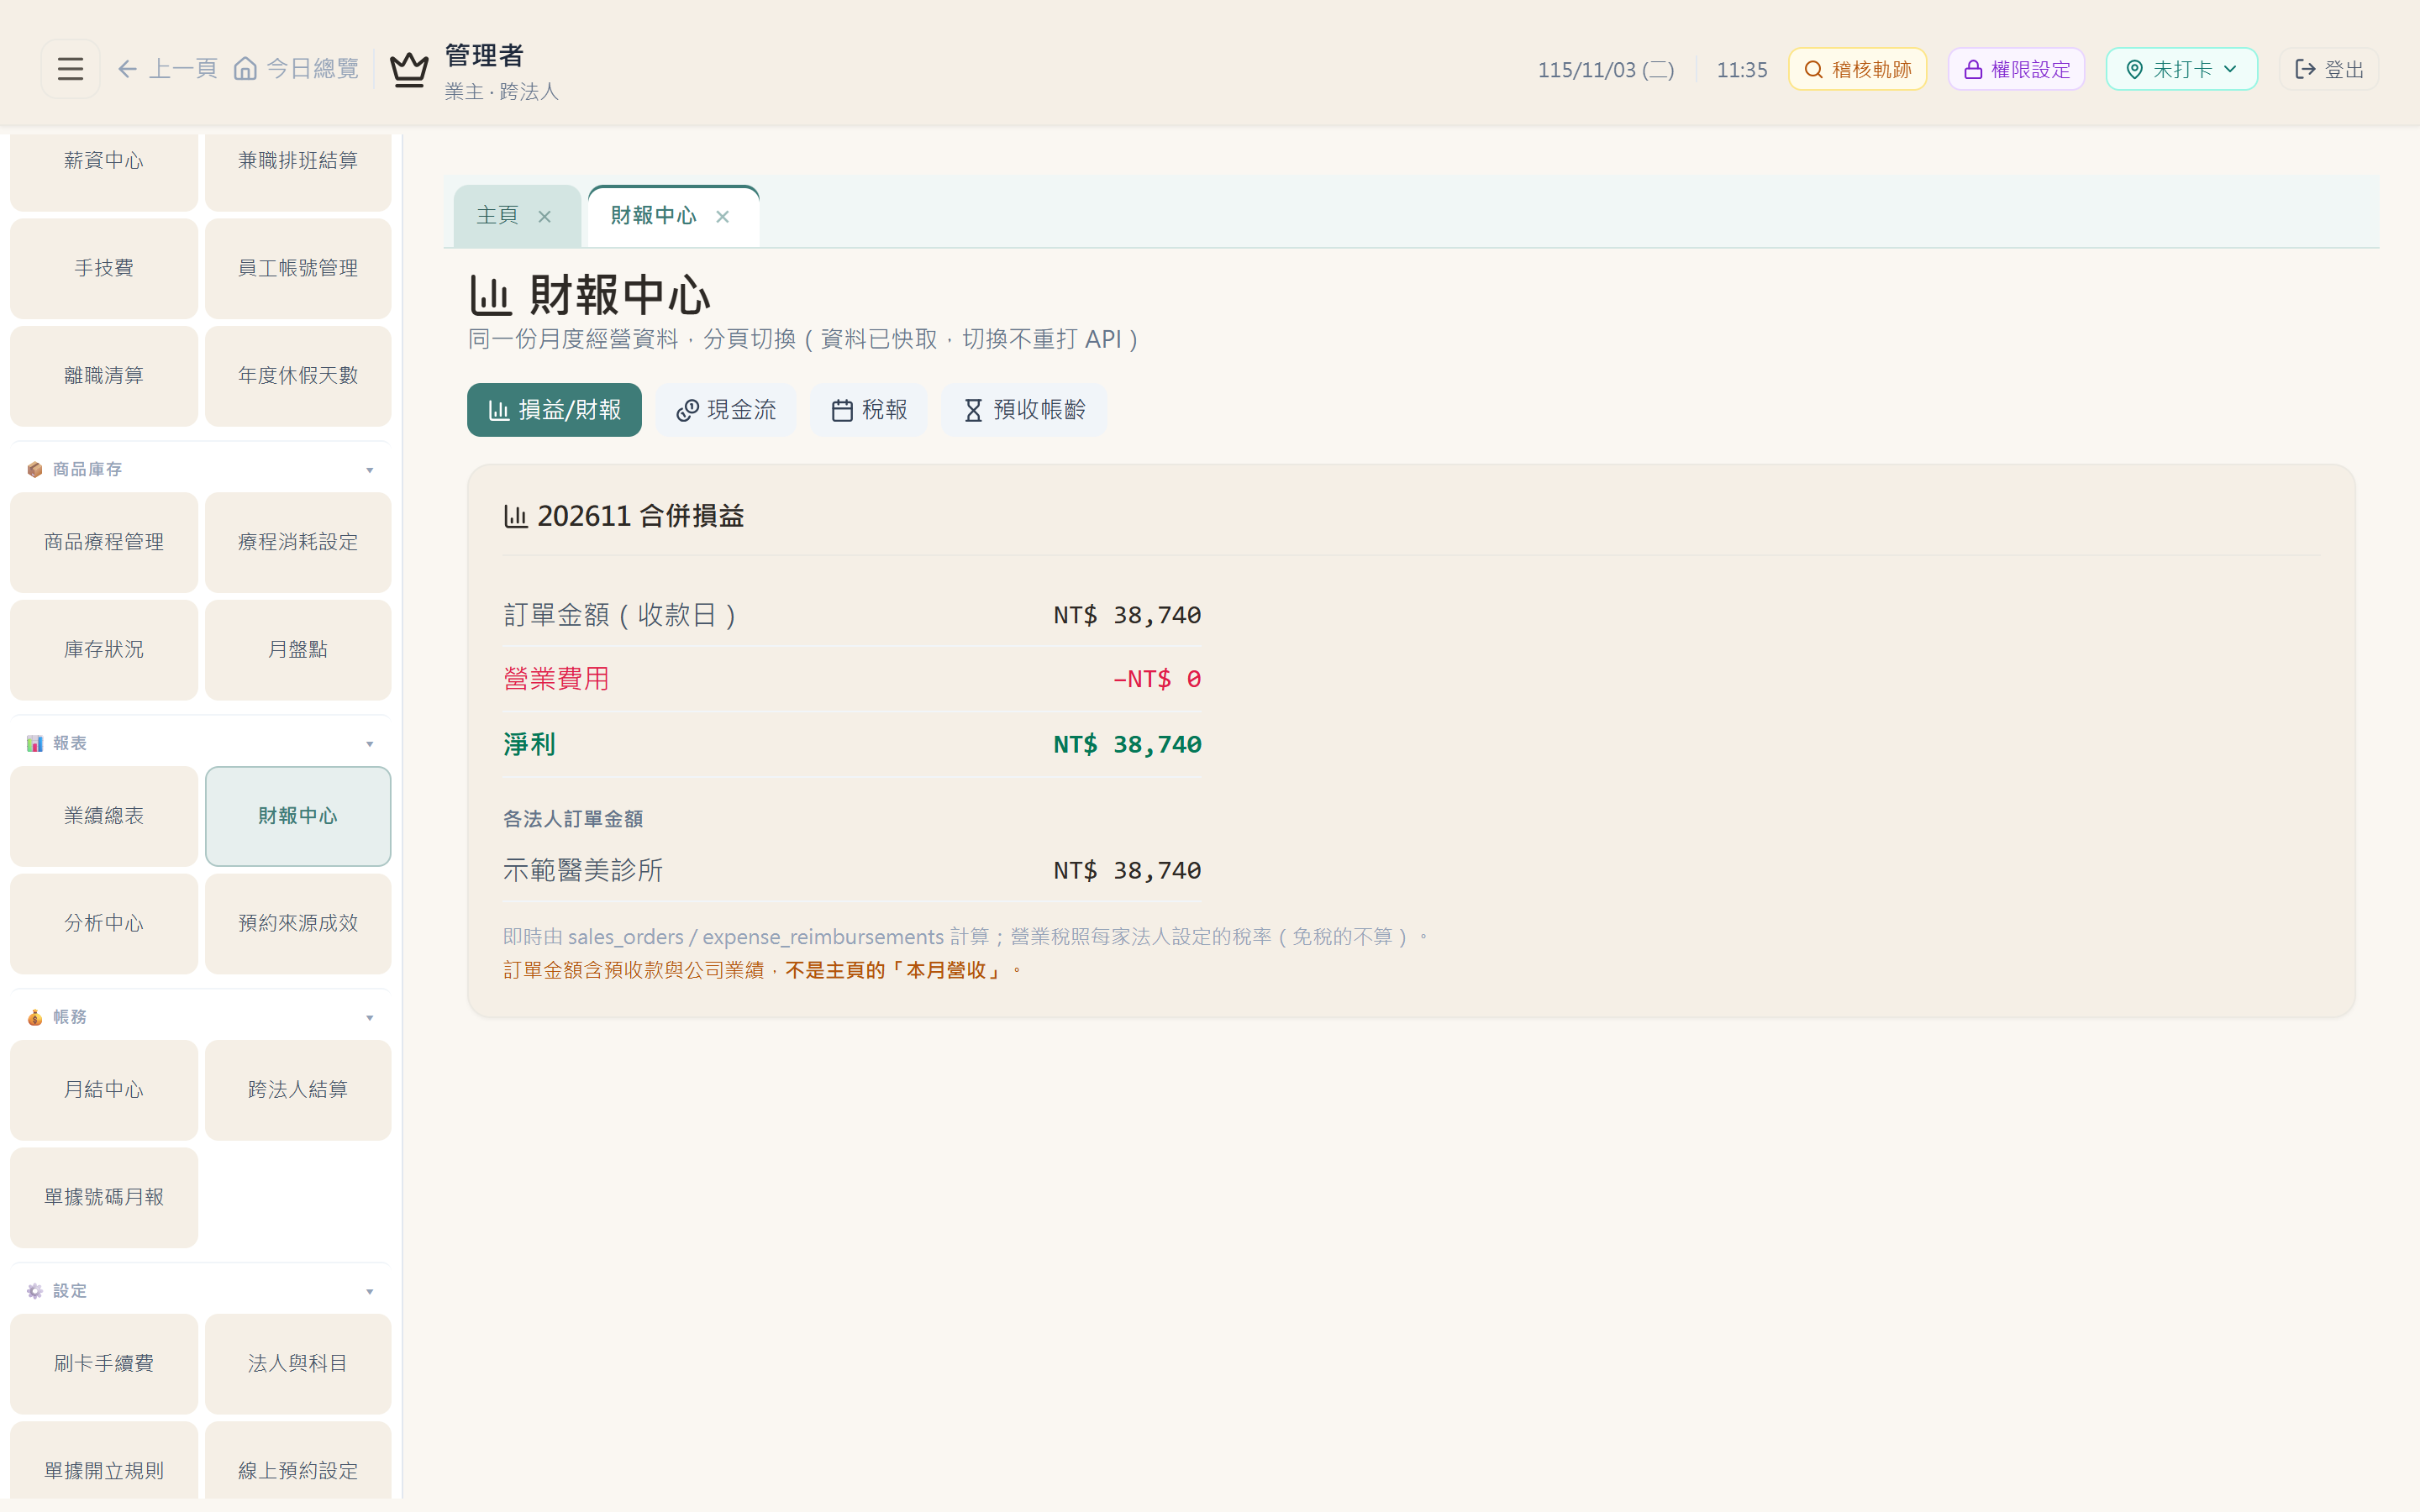 上一頁 今日總覽
管理者
業主 · 跨法人
115/11/03 (二) 11:35 稽核軌跡 權限設定 未打卡 登出
薪資中心 兼職排班結算
手技費 員工帳號管理
離職清算 年度休假天數
商品庫存
商品療程管理 療程消耗設定
庫存狀況 月盤點
報表
業績總表 財報中心
分析中心 預約來源成效
帳務
月結中心 跨法人結算
單據號碼月報
設定
刷卡手續費 法人與科目
單據開立規則 線上預約設定
主頁 × 財報中心 ×
財報中心
同一份月度經營資料，分頁切換（資料已快取，切換不重打 API）
損益/財報 現金流 稅報 預收帳齡
202611 合併損益
訂單金額（收款日） NT$ 38,740
營業費用 −NT$ 0
淨利 NT$ 38,740
各法人訂單金額
示範醫美診所 NT$ 38,740
即時由 sales_orders / expense_reimbursements 計算；營業稅照每家法人設定的稅率（免稅的不算）。
訂單金額含預收款與公司業績，不是主頁的「本月營收」。